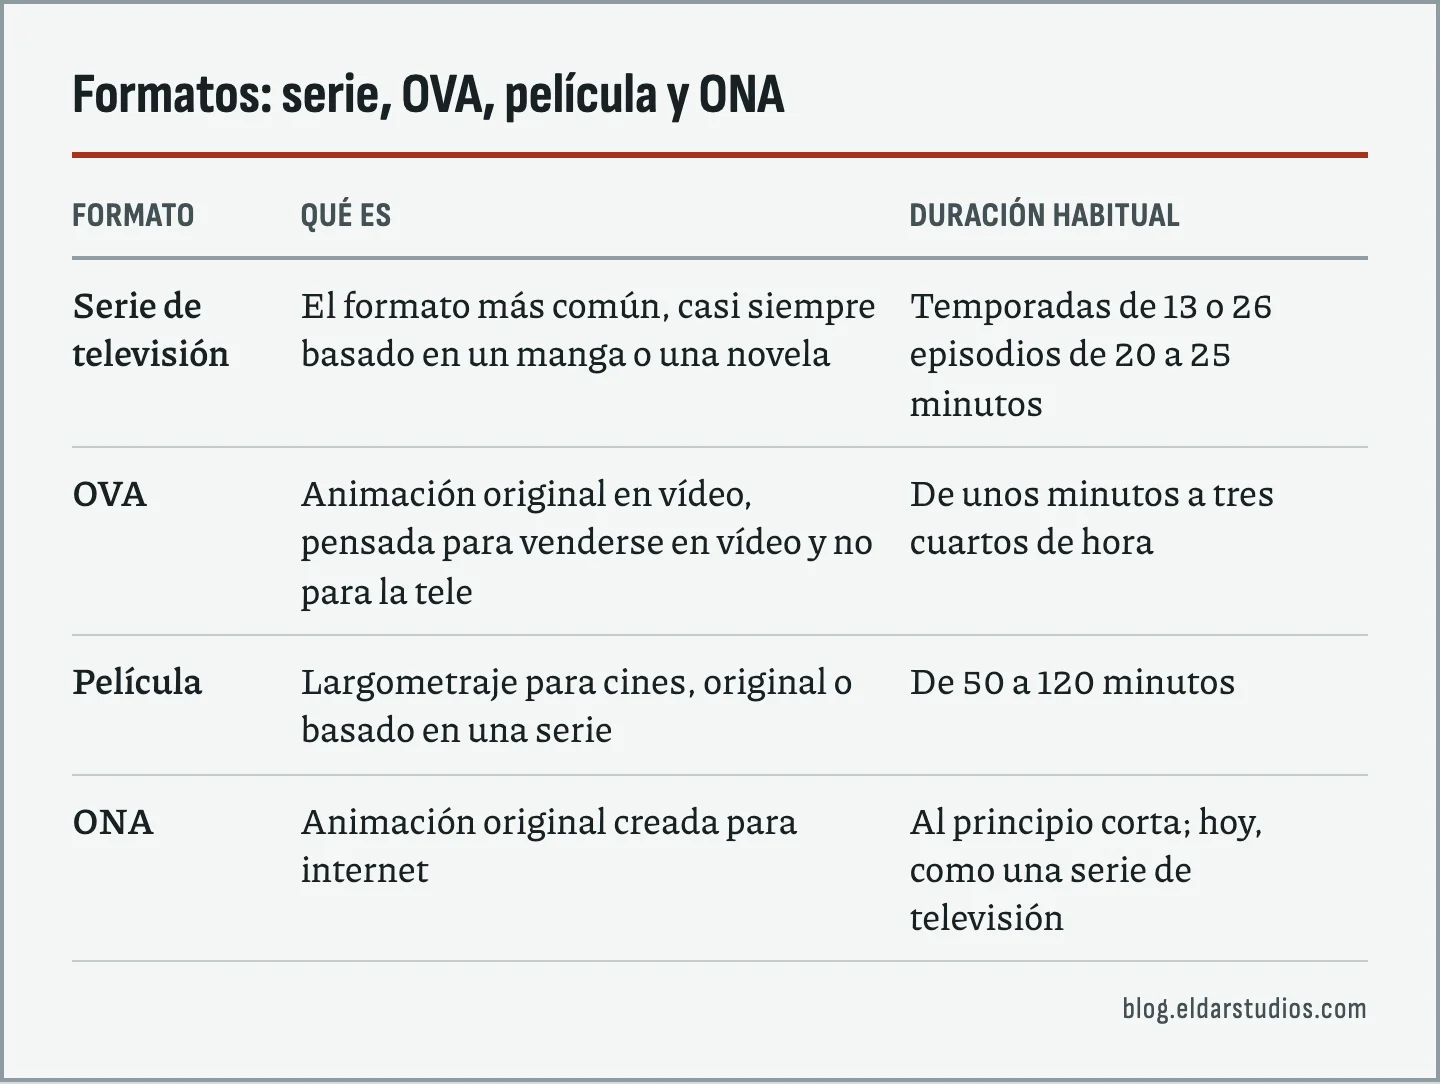 Formatos: serie, OVA, película y ONA
FORMATO QUÉ ES DURACIÓN HABITUAL
Serie de televisión
El formato más común, casi siempre
basado en un manga o una novela
Temporadas de 13 o 26
episodios de 20 a 25
minutos
OVA
Animación original en vídeo,
pensada para venderse en vídeo y no
para la tele
De unos minutos a tres
cuartos de hora
Película
Largometraje para cines, original o
basado en una serie
De 50 a 120 minutos
ONA
Animación original creada para
internet
Al principio corta; hoy,
como una serie de
televisión
blog.eldarstudios.com